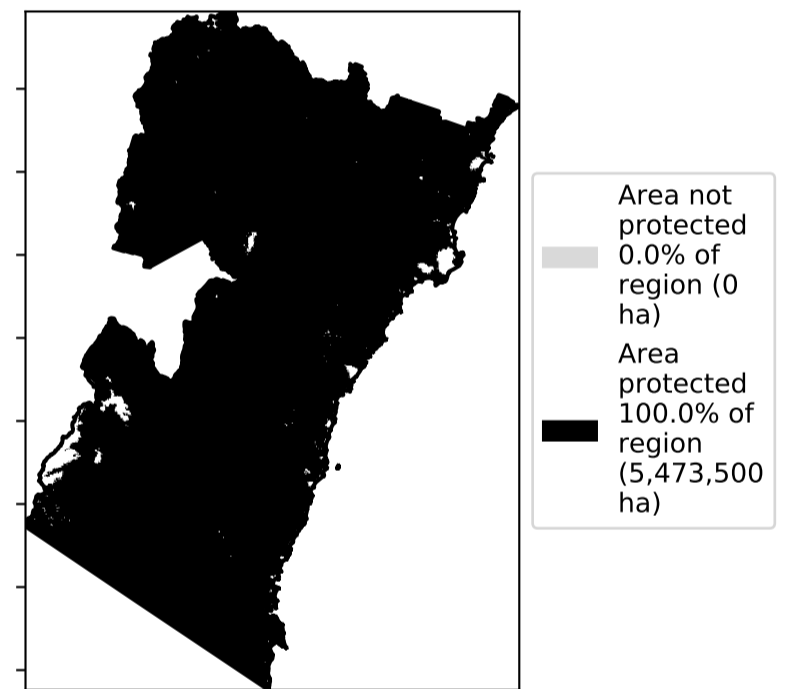 Area not
protected
0.0% of
region (0
ha)
Area
protected
100.0% of
region
(5,473,500
ha)